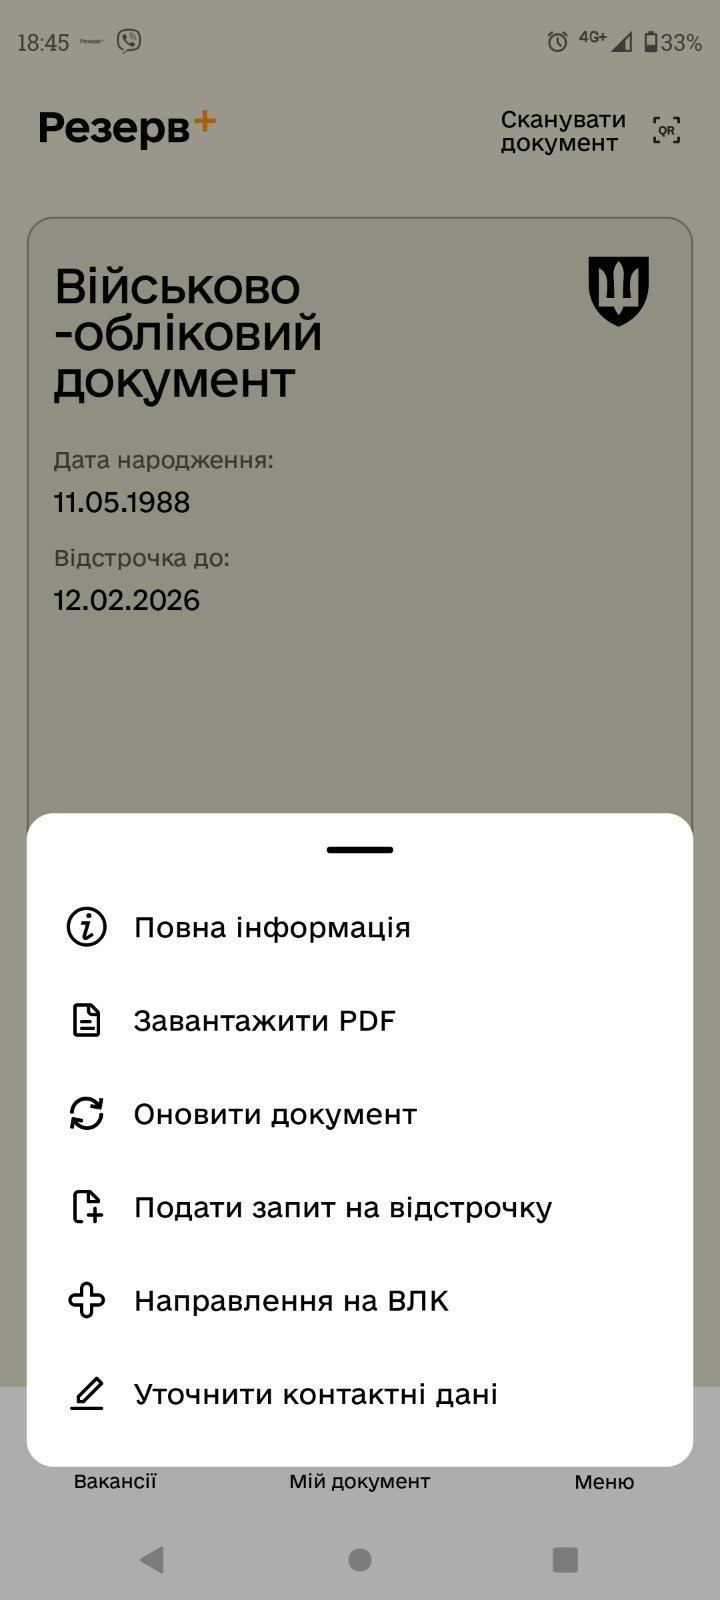 18:45 Резерв+ 4G+ 33%
Резерв+
Сканувати
документ
QR
Військово
-обліковий
документ
Дата народження:
11.05.1988
Відстрочка до:
12.02.2026
Повна інформація
Завантажити PDF
Оновити документ
Подати запит на відстрочку
Направлення на ВЛК
Уточнити контактні дані
Вакансії Мій документ Меню